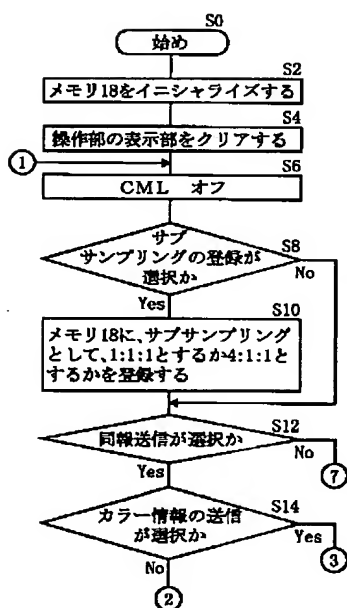 S0
始め
S2
メモリ18をイニシャライズする
S4
操作部の表示部をクリアする
①
S6
CML オフ
サブ
サンプリングの登録が
選択か
S8
No
Yes
S10
メモリ18に、サブサンプリング
として、1:1:1とするか4:1:1と
するかを登録する
S12
同報送信が選択か
No
Yes
⑦
S14
カラー情報の送信
が選択か
Yes
No
③
②